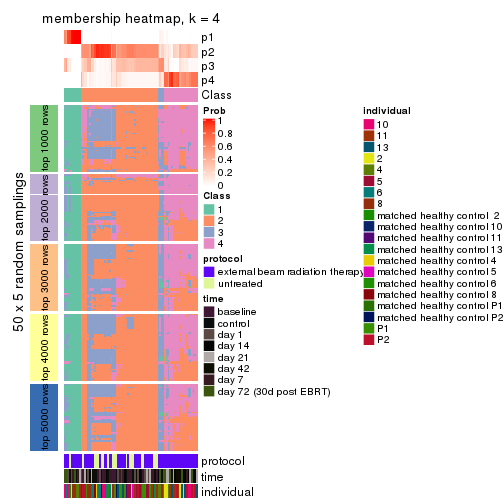 membership heatmap, k = 4
p1
p2
p3
p4
Class
50 x 5 random samplings
top 1000 rows
top 2000 rows
top 3000 rows
top 4000 rows
top 5000 rows
protocol
time
individual
Prob
1
0.8
0.6
0.4
0.2
0
Class
1
2
3
4
protocol
external beam radiation therapy
untreated
time
baseline
control
day 1
day 14
day 21
day 42
day 7
day 72 (30d post EBRT)
individual
10
11
13
2
4
5
6
8
matched healthy control 2
matched healthy control 10
matched healthy control 11
matched healthy control 13
matched healthy control 4
matched healthy control 5
matched healthy control 6
matched healthy control 8
matched healthy control P1
matched healthy control P2
P1
P2